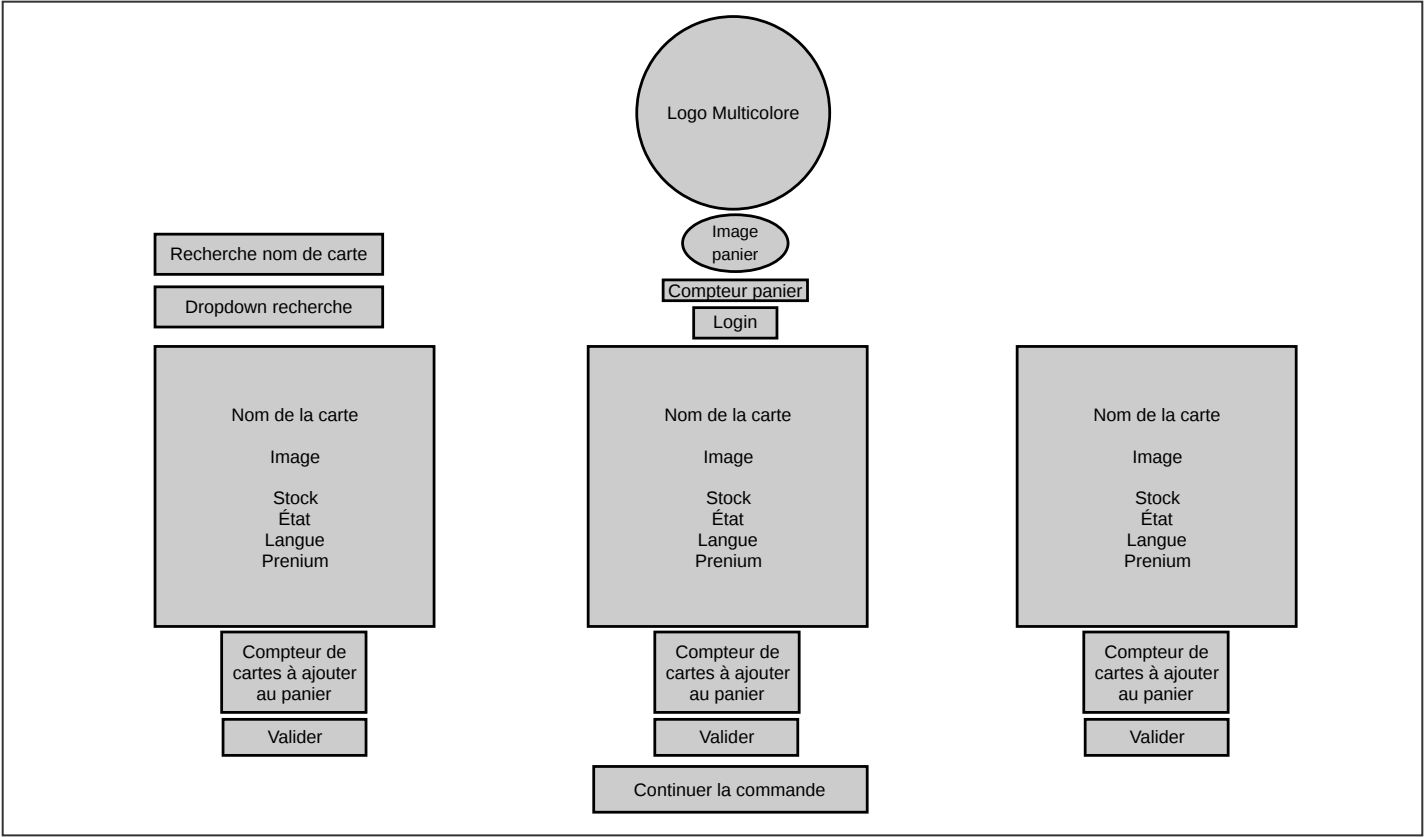 Logo Multicolore
Image
panier
Recherche nom de carte
Compteur panier
Dropdown recherche
Login
Nom de la carte
Image
Stock
État
Langue
Prenium
Compteur de
cartes à ajouter
au panier
Valider
Nom de la carte
Image
Stock
État
Langue
Prenium
Compteur de
cartes à ajouter
au panier
Valider
Nom de la carte
Image
Stock
État
Langue
Prenium
Compteur de
cartes à ajouter
au panier
Valider
Continuer la commande